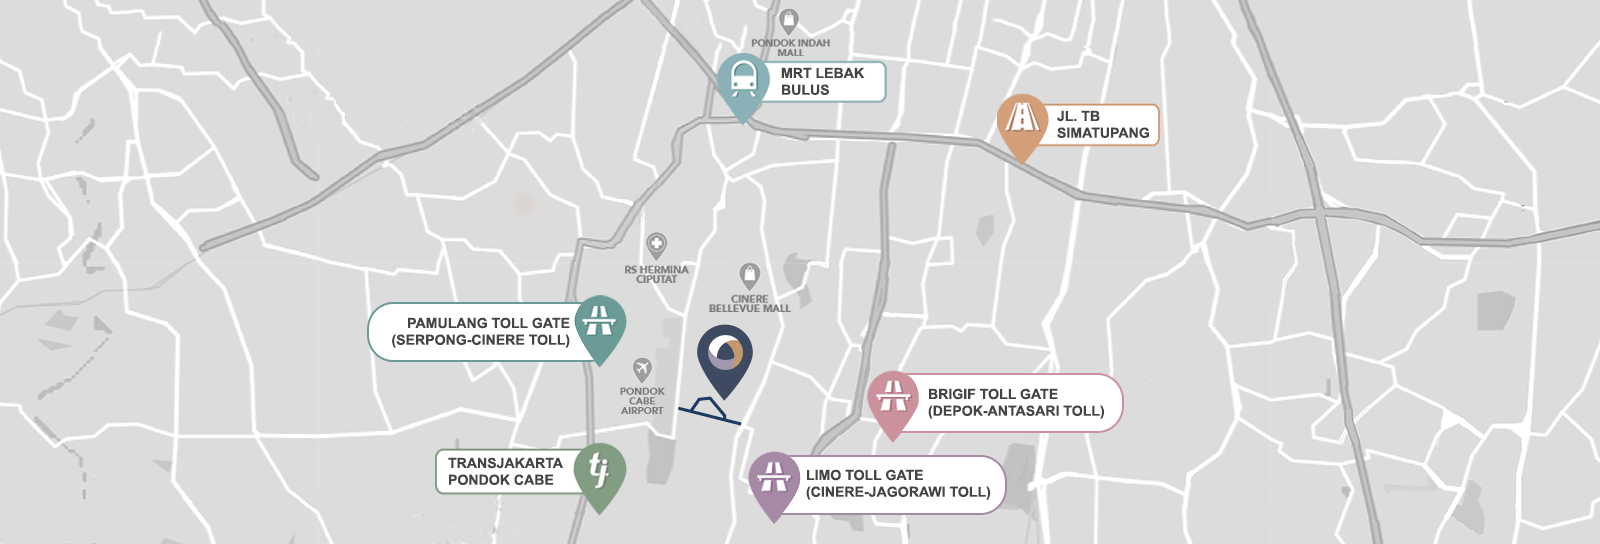 PONDOK INDAH
MALL
MRT LEBAK
BULUS
JL. TB
SIMATUPANG
RS HERMINA
CIPUTAT
CINERE
BELLEVUE MALL
PAMULANG TOLL GATE
(SERPONG-CINERE TOLL)
PONDOK
CABE
AIRPORT
BRIGIF TOLL GATE
(DEPOK-ANTASARI TOLL)
TRANSJAKARTA
PONDOK CABE
tj
LIMO TOLL GATE
(CINERE-JAGORAWI TOLL)